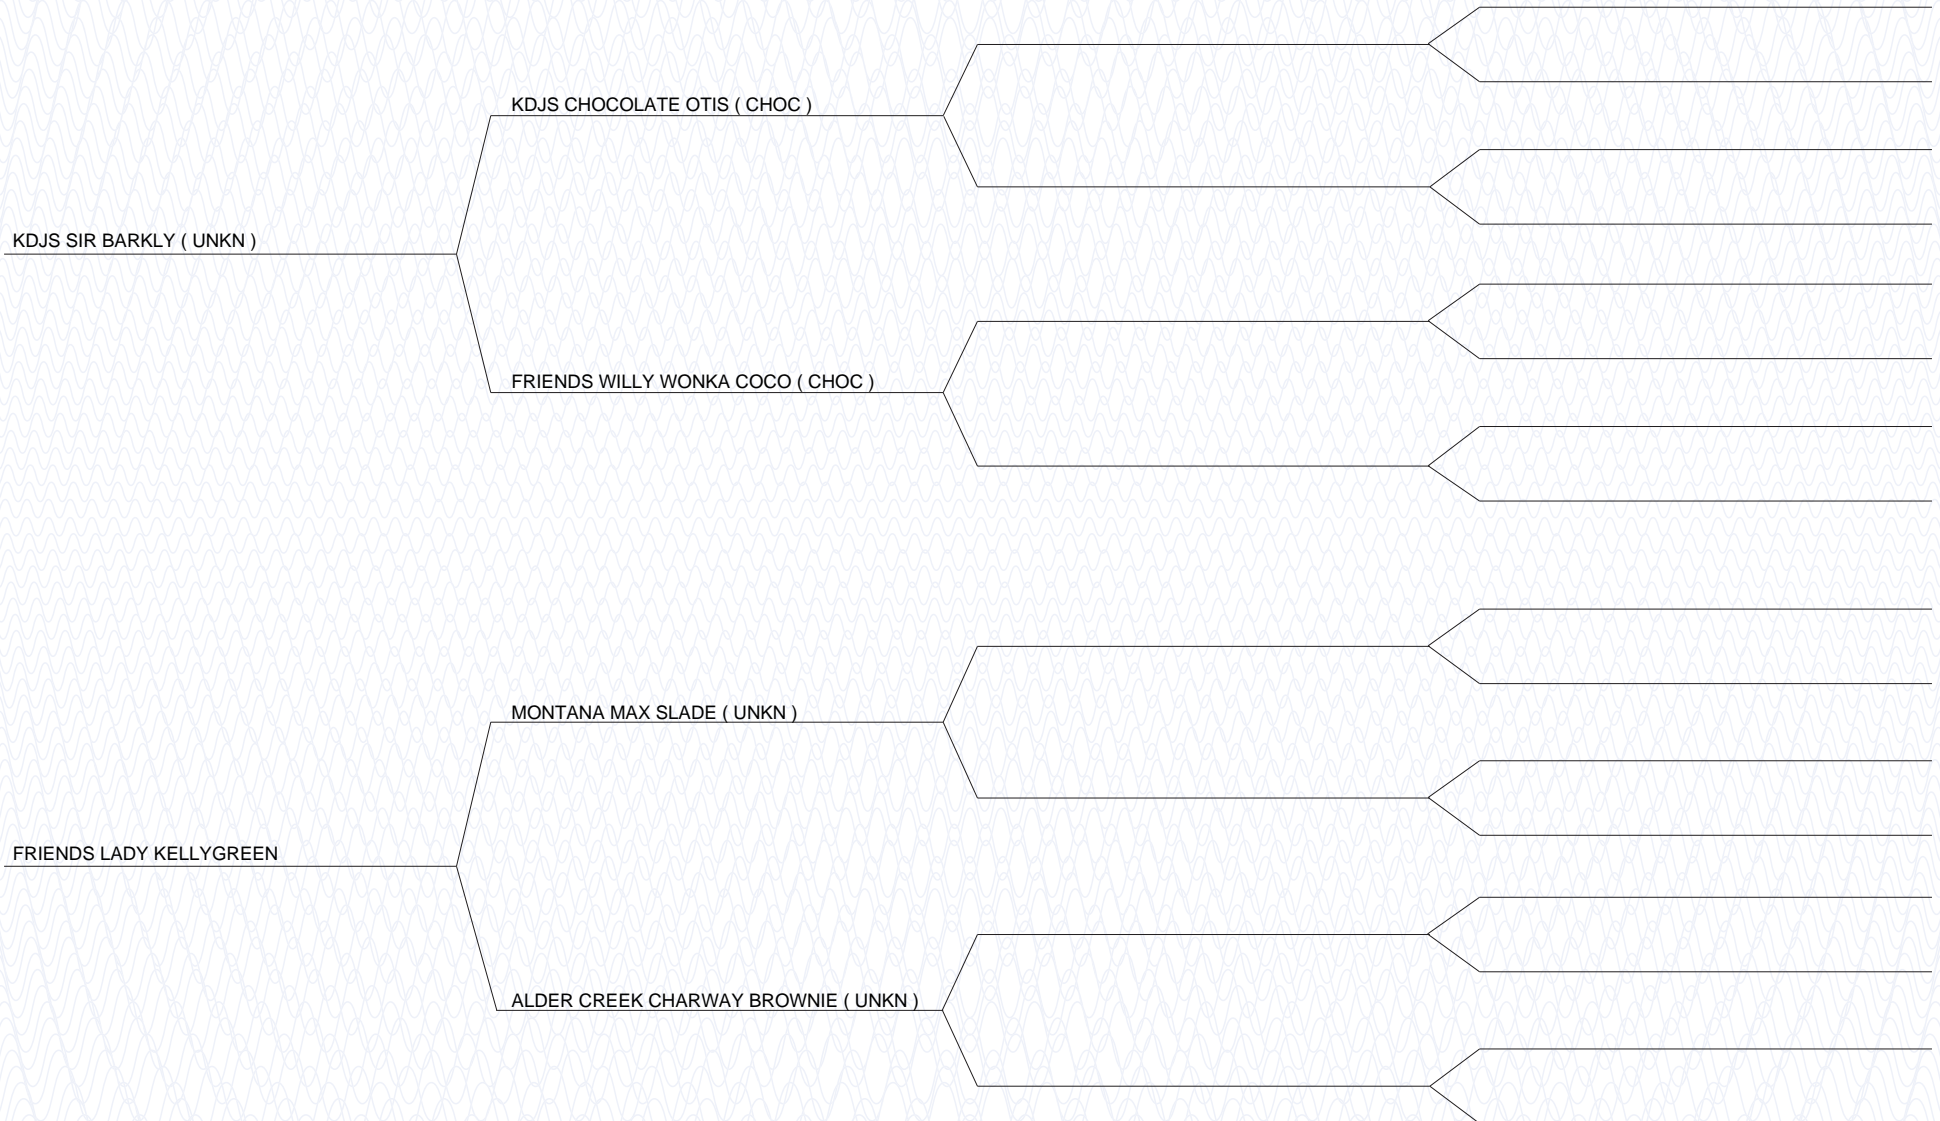 KDJS CHOCOLATE OTIS ( CHOC )
KDJS SIR BARKLY ( UNKN )
FRIENDS WILLY WONKA COCO ( CHOC )
MONTANA MAX SLADE ( UNKN )
FRIENDS LADY KELLYGREEN
ALDER CREEK CHARWAY BROWNIE ( UNKN )